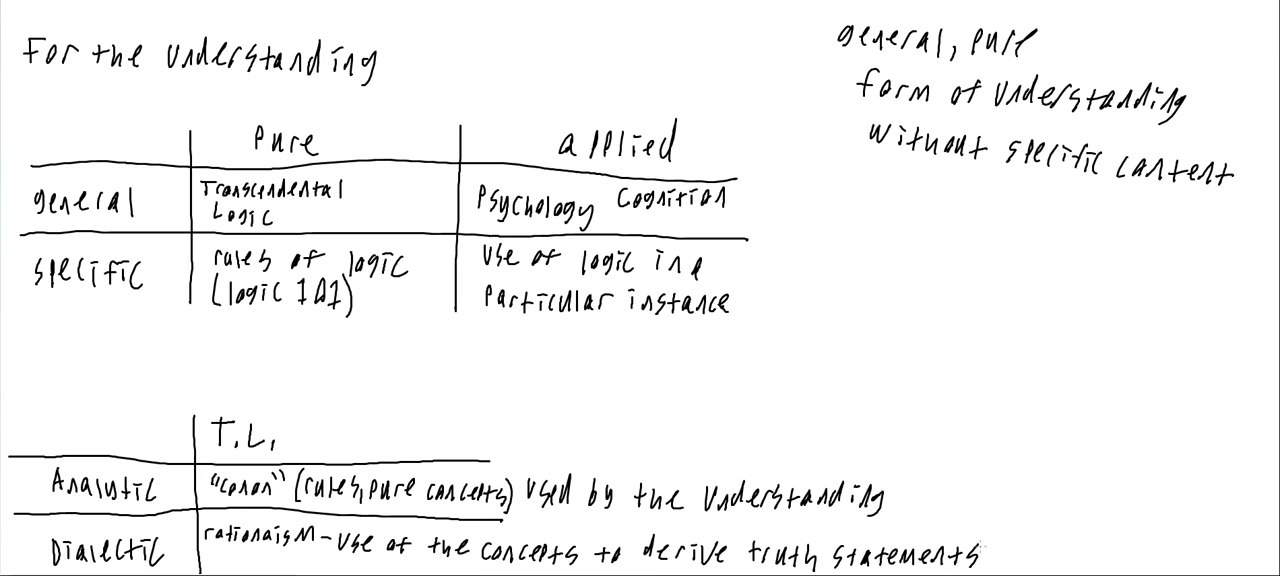 For the understanding
general, pure
form of understanding
without specific content
pure applied
general Transcendental Logic Psychology Cognition
specific rules of logic (logic 101) use of logic in a particular instance
T.L.
Analytic "canon" (rules, pure concepts) used by the understanding
Dialectic rationaism - use of the concepts to derive truth statements